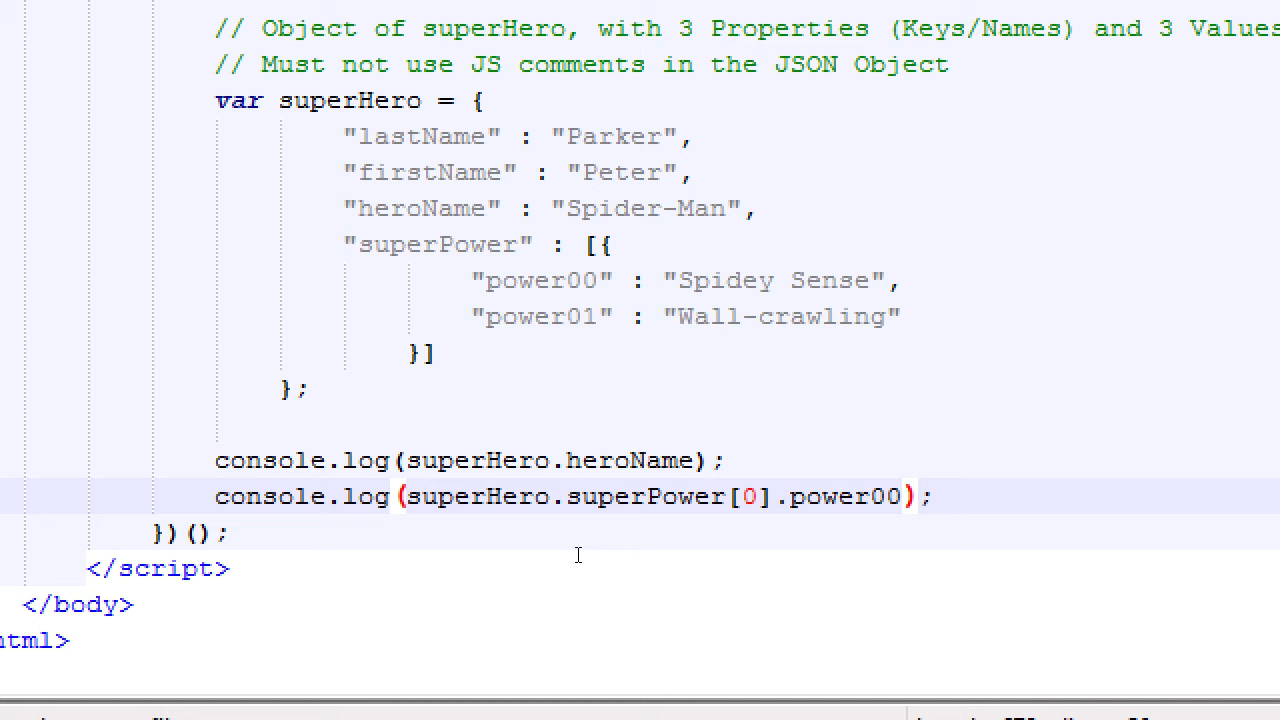 // Object of superHero, with 3 Properties (Keys/Names) and 3 Values
// Must not use JS comments in the JSON Object
var superHero = {
"lastName" : "Parker",
"firstName" : "Peter",
"heroName" : "Spider-Man",
"superPower" : [{
"power00" : "Spidey Sense",
"power01" : "Wall-crawling"
}]
};
console.log(superHero.heroName);
console.log(superHero.superPower[0].power00);
})();
</script>
</body>
html>